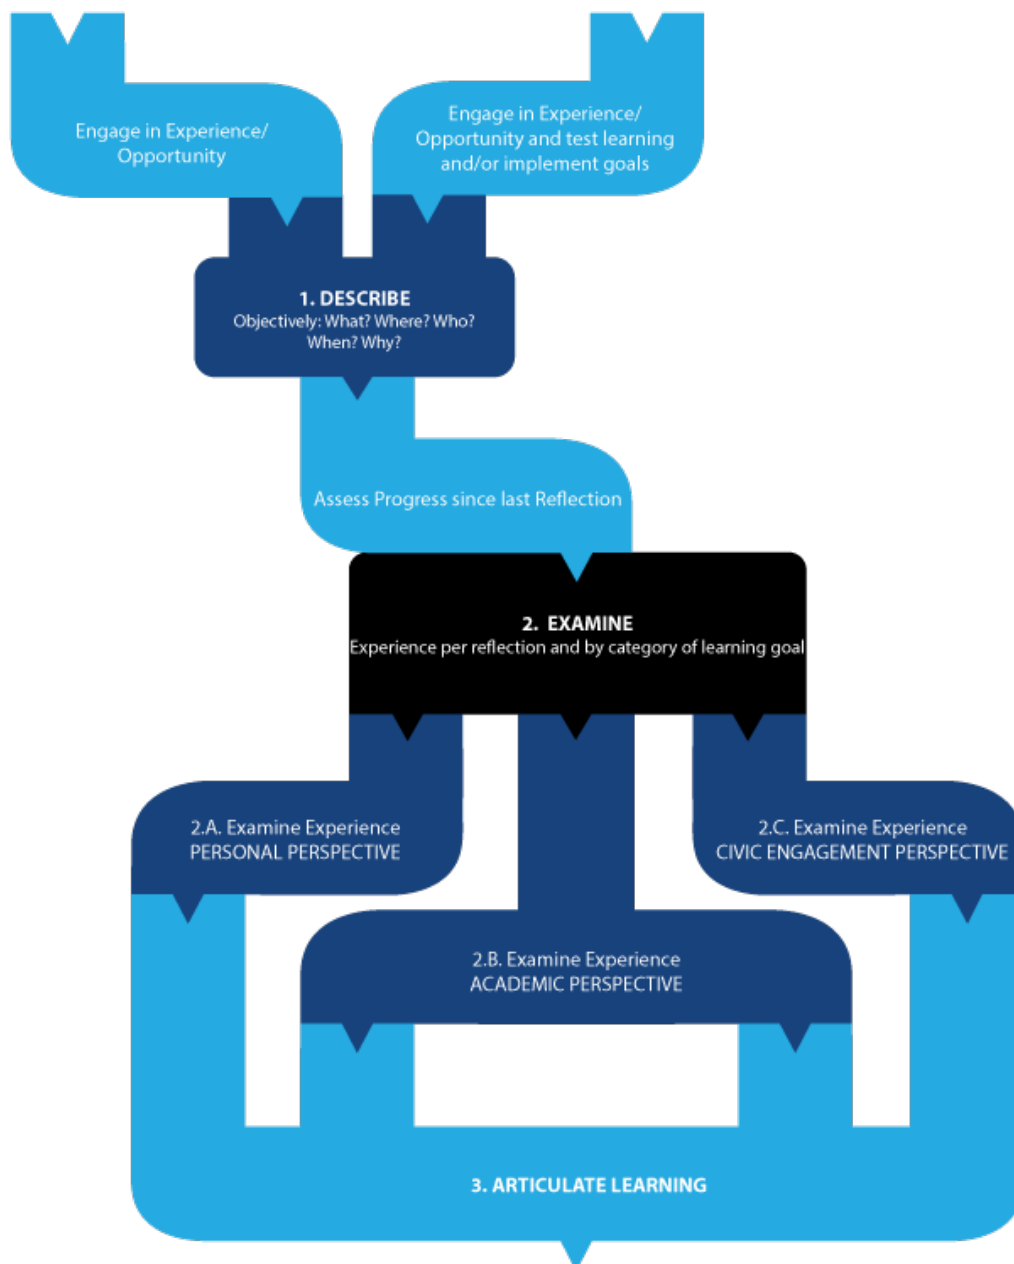 Engage in Experience/
Opportunity
Engage in Experience/
Opportunity and test learning
and/or implement goals
1. DESCRIBE
Objectively: What? Where? Who?
When? Why?
Assess Progress since last Reflection
2. EXAMINE
Experience per reflection and by category of learning goal
2.A. Examine Experience
PERSONAL PERSPECTIVE
2.C. Examine Experience
CIVIC ENGAGEMENT PERSPECTIVE
2.B. Examine Experience
ACADEMIC PERSPECTIVE
3. ARTICULATE LEARNING